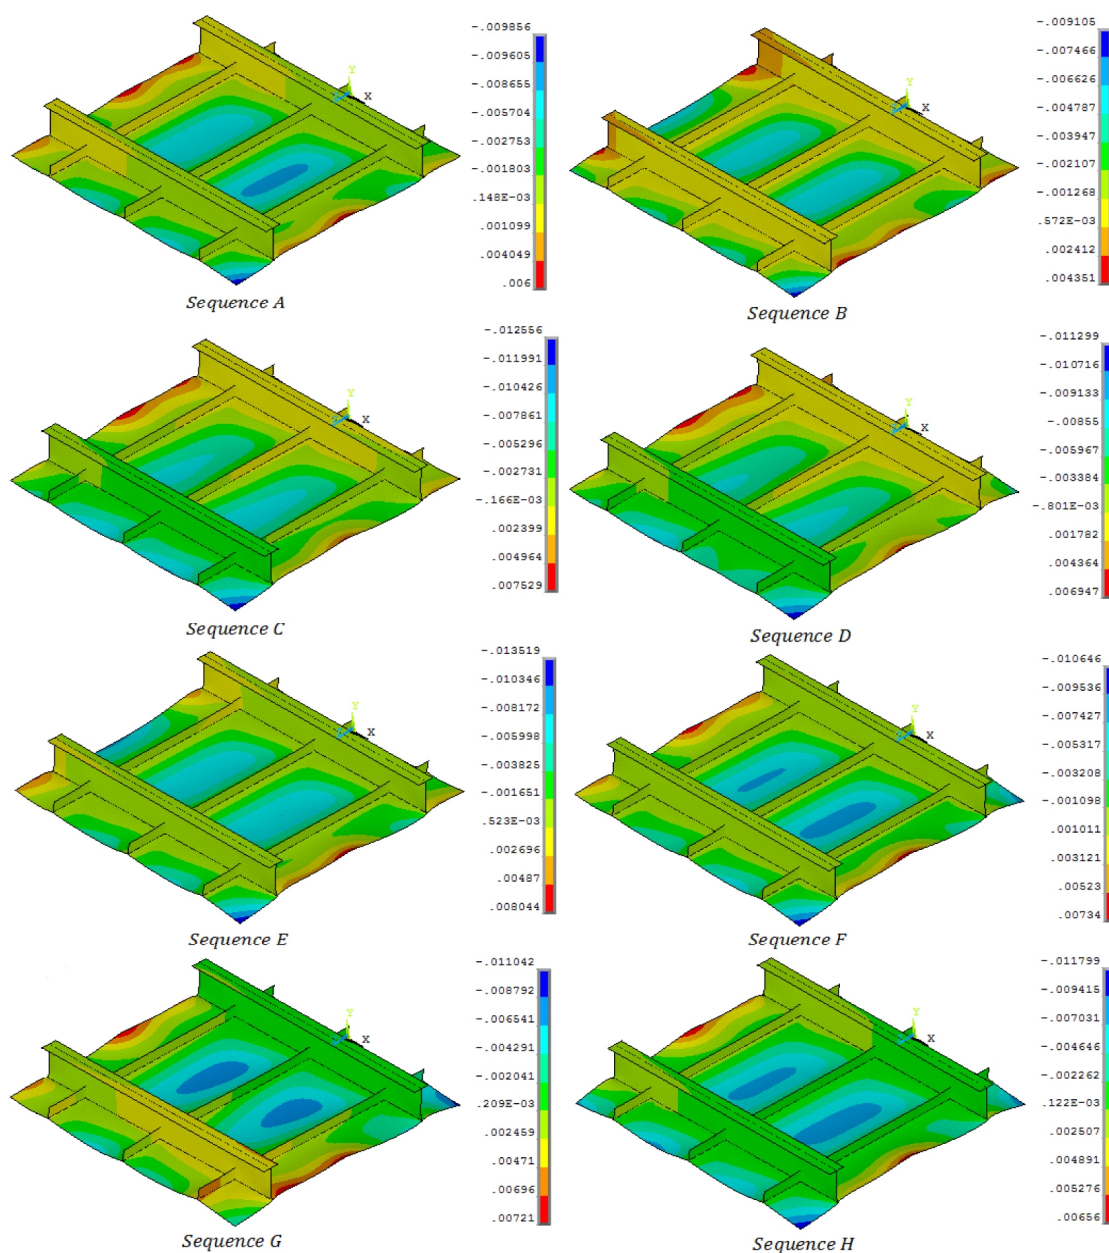 -.009856
-.009605
-.008655
-.005704
-.002753
-.001803
.148E-03
.001099
.004049
.006
Y
X
Sequence A
-.009105
-.007466
-.006626
-.004787
-.003947
-.002107
-.001268
.572E-03
.002412
.004351
Y
X
Sequence B
-.012556
-.011991
-.010426
-.007861
-.005296
-.002731
-.166E-03
.002399
.004964
.007529
Y
X
Sequence C
-.011299
-.010716
-.009133
-.00855
-.005967
-.003384
-.801E-03
.001782
.004364
.006947
Y
X
Sequence D
-.013519
-.010346
-.008172
-.005998
-.003825
-.001651
.523E-03
.002696
.00487
.008044
Y
X
Sequence E
-.010646
-.009536
-.007427
-.005317
-.003208
-.001098
.001011
.003121
.00523
.00734
Y
X
Sequence F
-.011042
-.008792
-.006541
-.004291
-.002041
.209E-03
.002459
.00471
.00696
.00721
Y
X
Sequence G
-.011799
-.009415
-.007031
-.004646
-.002262
.122E-03
.002507
.004891
.005276
.00656
Y
X
Sequence H